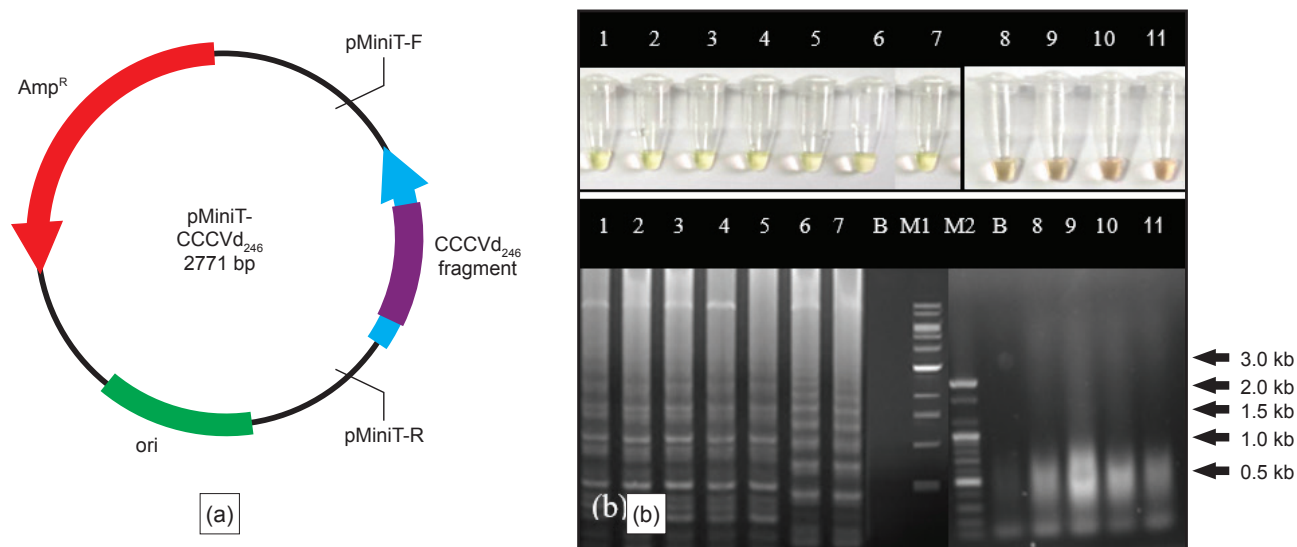 pMiniT-F
Amp^R
pMiniT-
CCCVd₂₄₆
2771 bp
CCCVd₂₄₆
fragment
ori
pMiniT-R
(a)
1 2 3 4 5 6 7 8 9 10 11
1 2 3 4 5 6 7 B M1 M2 B 8 9 10 11
3.0 kb
2.0 kb
1.5 kb
1.0 kb
0.5 kb
(b) (b)